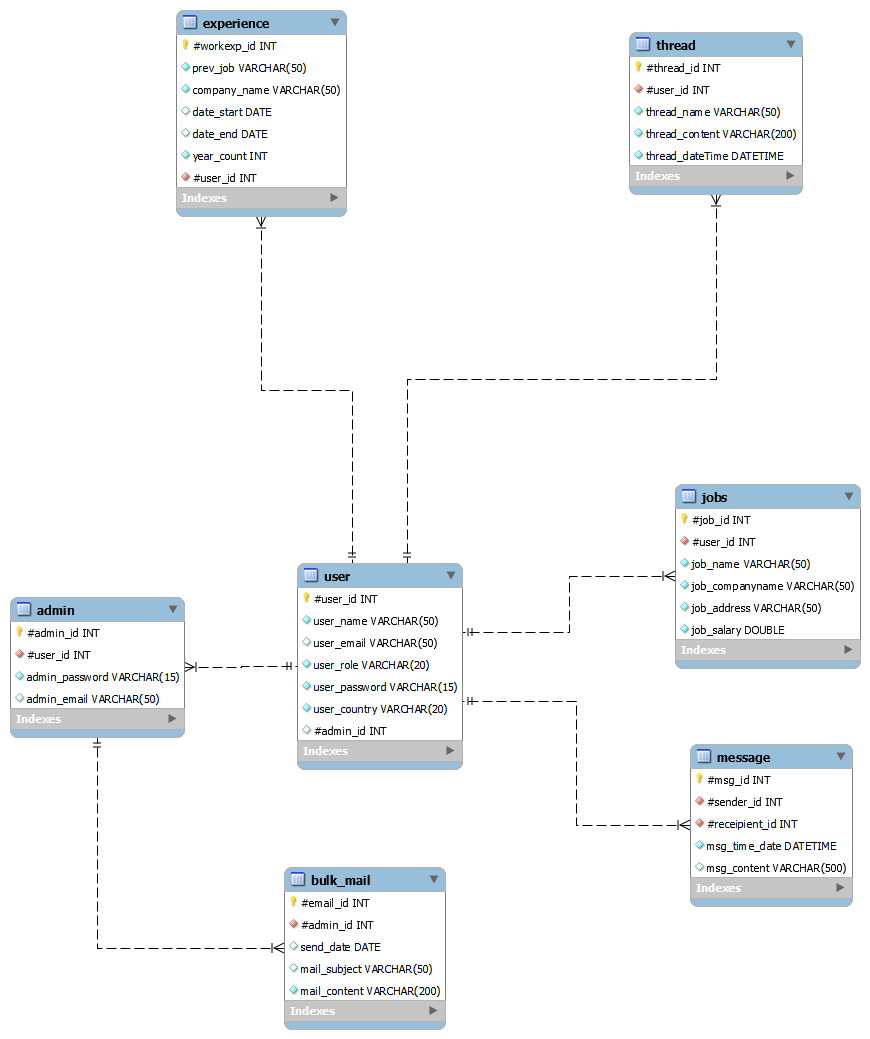 experience
#workexp_id INT
prev_job VARCHAR(50)
company_name VARCHAR(50)
date_start DATE
date_end DATE
year_count INT
#user_id INT
Indexes
thread
#thread_id INT
#user_id INT
thread_name VARCHAR(50)
thread_content VARCHAR(200)
thread_dateTime DATETIME
Indexes
jobs
#job_id INT
#user_id INT
job_name VARCHAR(50)
job_companyname VARCHAR(50)
job_address VARCHAR(50)
job_salary DOUBLE
Indexes
user
#user_id INT
user_name VARCHAR(50)
user_email VARCHAR(50)
user_role VARCHAR(20)
user_password VARCHAR(15)
user_country VARCHAR(20)
#admin_id INT
Indexes
admin
#admin_id INT
#user_id INT
admin_password VARCHAR(15)
admin_email VARCHAR(50)
Indexes
message
#msg_id INT
#sender_id INT
#receipient_id INT
msg_time_date DATETIME
msg_content VARCHAR(500)
Indexes
bulk_mail
#email_id INT
#admin_id INT
send_date DATE
mail_subject VARCHAR(50)
mail_content VARCHAR(200)
Indexes